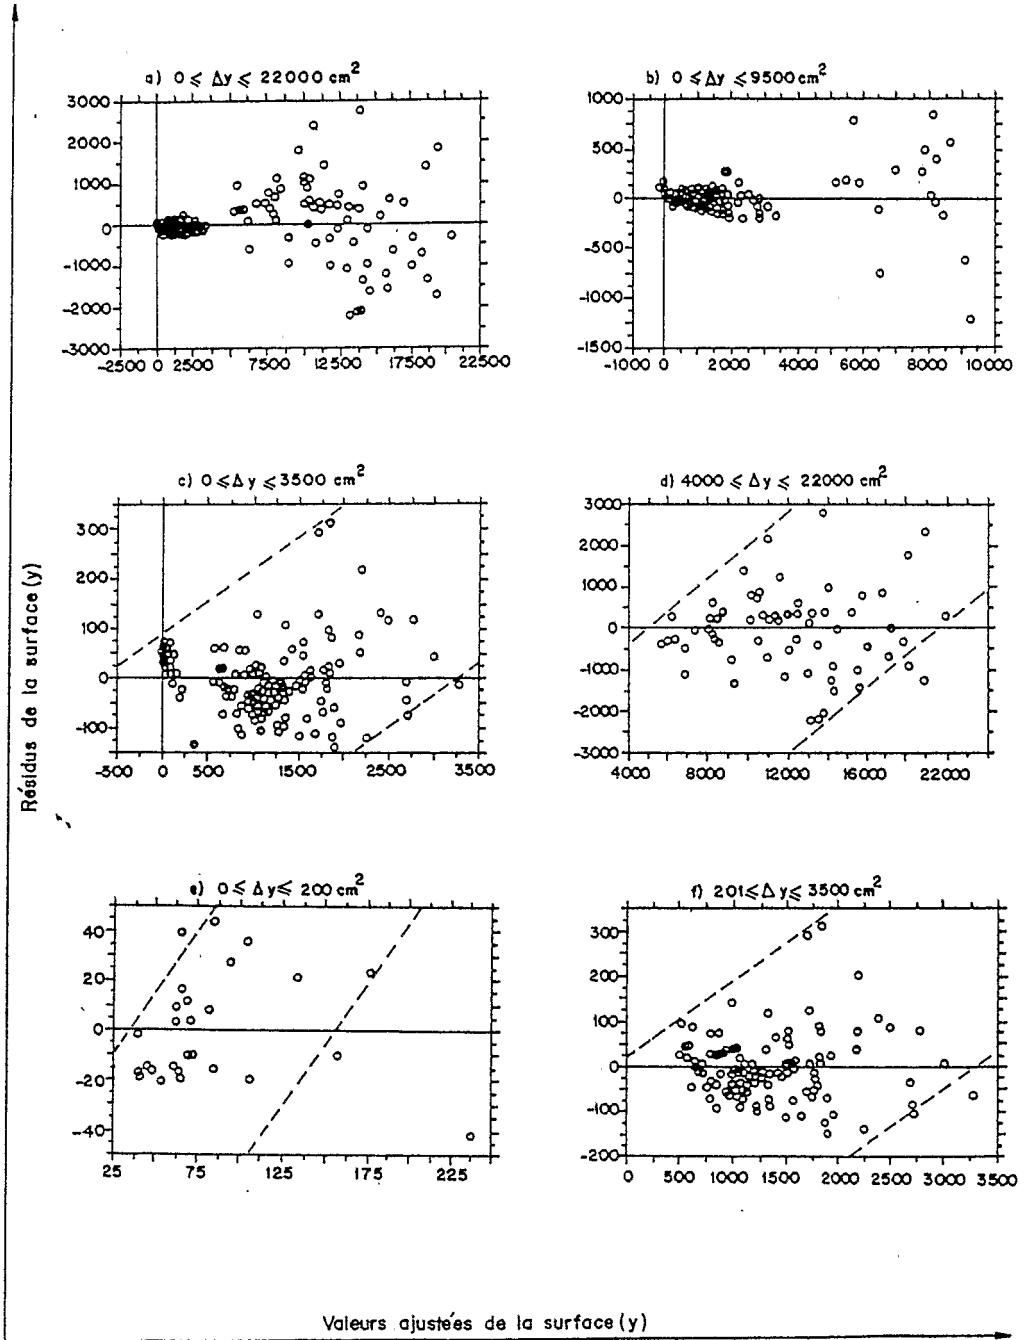 a) 0 ⩽ Δy ⩽ 22000 cm²
3000
2000
1000
0
-1000
-2000
-3000
-2500 0 2500 7500 12500 17500 22500
b) 0 ⩽ Δy ⩽ 9500 cm²
1000
500
0
-500
-1000
-1500
-1000 0 2000 4000 6000 8000 10000
c) 0 ⩽ Δy ⩽ 3500 cm²
300
200
100
0
-100
-500 0 500 1500 2500 3500
d) 4000 ⩽ Δy ⩽ 22000 cm²
3000
2000
1000
0
-1000
-2000
-3000
4000 8000 12000 16000 22000
e) 0 ⩽ Δy ⩽ 200 cm²
40
20
0
-20
-40
25 75 125 175 225
f) 201 ⩽ Δy ⩽ 3500 cm²
300
200
100
0
-100
-200
0 500 1000 1500 2000 2500 3000 3500
Résidus de la surface (y)
Valeurs ajustées de la surface (y)